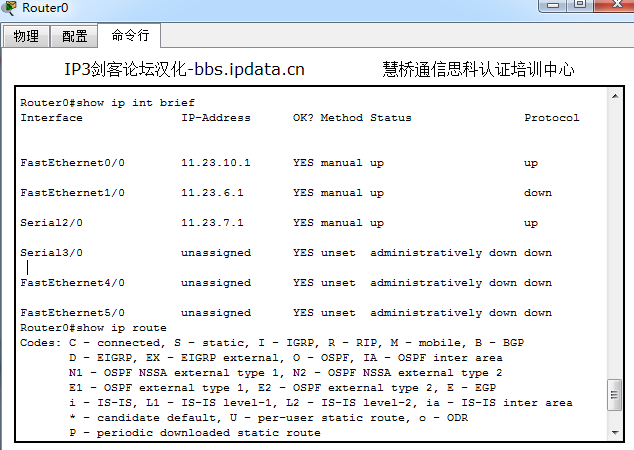 Router0
物理 配置 命令行
IP3剑客论坛汉化-bbs.ipdata.cn 慧桥通信思科认证培训中心
Router0#show ip int brief
Interface IP-Address OK? Method Status Protocol
FastEthernet0/0 11.23.10.1 YES manual up up
FastEthernet1/0 11.23.6.1 YES manual up down
Serial2/0 11.23.7.1 YES manual up up
Serial3/0 unassigned YES unset administratively down down
FastEthernet4/0 unassigned YES unset administratively down down
FastEthernet5/0 unassigned YES unset administratively down down
Router0#show ip route
Codes: C - connected, S - static, I - IGRP, R - RIP, M - mobile, B - BGP
D - EIGRP, EX - EIGRP external, O - OSPF, IA - OSPF inter area
N1 - OSPF NSSA external type 1, N2 - OSPF NSSA external type 2
E1 - OSPF external type 1, E2 - OSPF external type 2, E - EGP
i - IS-IS, L1 - IS-IS level-1, L2 - IS-IS level-2, ia - IS-IS inter area
* - candidate default, U - per-user static route, o - ODR
P - periodic downloaded static route